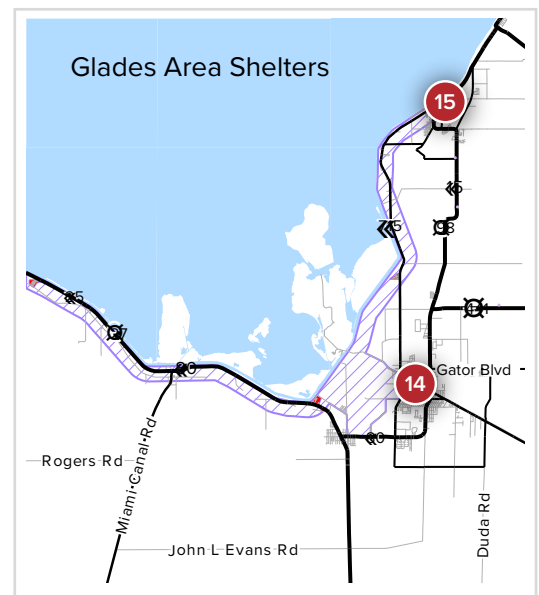 Glades Area Shelters
15
14
Gator Blvd
Rogers Rd
Miami Canal Rd
John L Evans Rd
Duda Rd